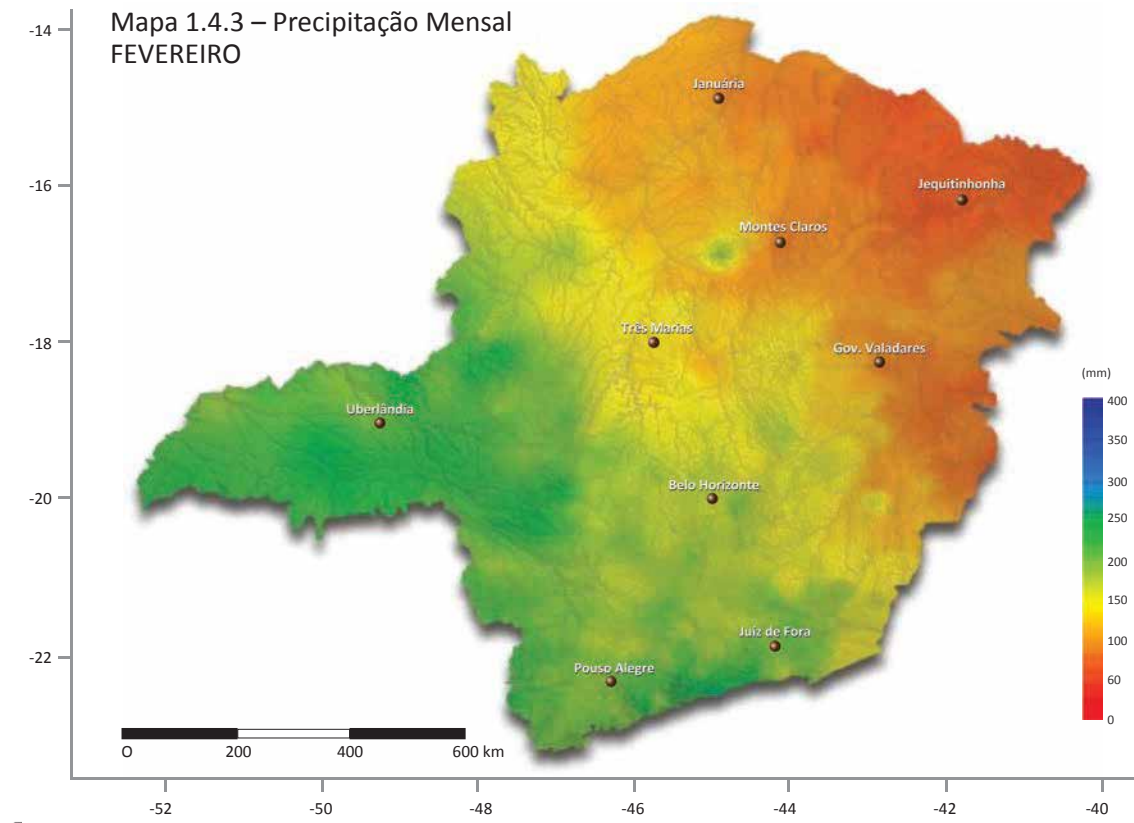 Mapa 1.4.3 – Precipitação Mensal
FEVEREIRO
-14
-16
-18
-20
-22
Januária
Jequitinhonha
Montes Claros
Três Marias
Gov. Valadares
Uberlândia
Belo Horizonte
Juiz de Fora
Pouso Alegre
(mm)
400
350
300
250
200
150
100
60
0
O 200 400 600 km
-52 -50 -48 -46 -44 -42 -40